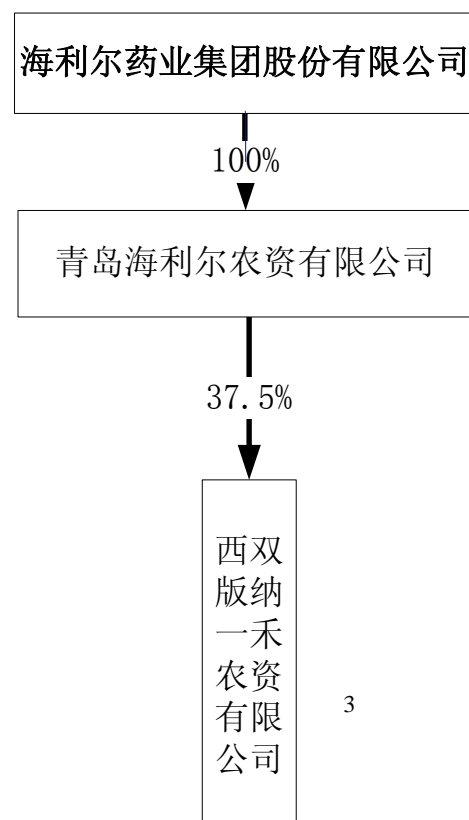 海利尔药业集团股份有限公司
100%
青岛海利尔农资有限公司
37.5%
西双
版纳
一禾
农资
有限
公司
3